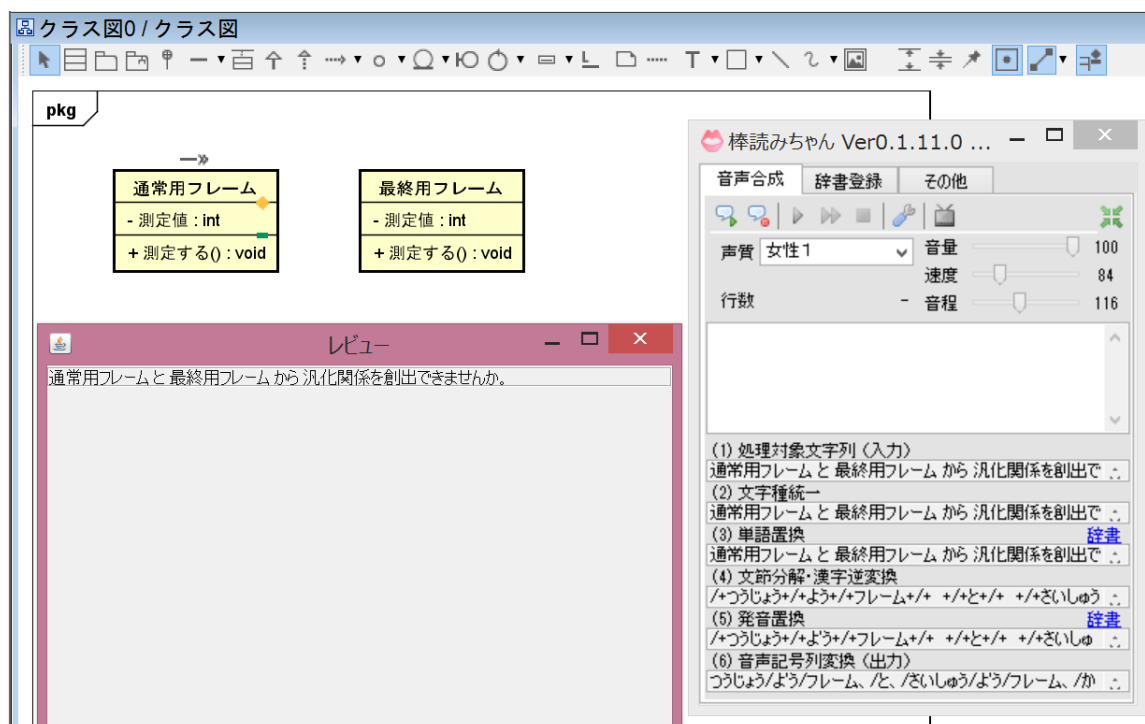 クラス図0 / クラス図
pkg
通常用フレーム
- 測定値 : int
+ 測定する() : void
最終用フレーム
- 測定値 : int
+ 測定する() : void
レビュー
通常用フレームと 最終用フレーム から 汎化関係を創出できませんか。
棒読みちゃん Ver0.1.11.0 ...
音声合成
辞書登録
その他
声質 女性1
音量 100
速度 84
行数 - 音程 116
(1) 処理対象文字列 (入力)
通常用フレーム と 最終用フレーム から 汎化関係を創出で
(2) 文字種統一
通常用フレーム と 最終用フレーム から 汎化関係を創出で
(3) 単語置換 辞書
通常用フレーム と 最終用フレーム から 汎化関係を創出で
(4) 文節分解・漢字逆変換
/+つうじょう+/+よう+/+フレーム+/+ +/+と+/+ +/+さいしゅう
(5) 発音置換 辞書
/+つうじょう+/+よ'う+/+フレーム+/+ +/+と+/+ +/+さいしゅ
(6) 音声記号列変換 (出力)
つうじょう/よ'う/フレーム、/と、/さいしゅう/よ'う/フレーム、/か